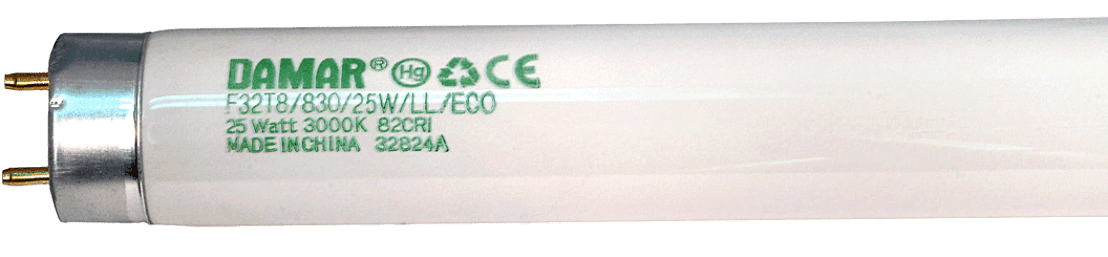 DAMAR® Hg CE
F32T8/830/25W/LL/ECO
25 Watt 3000K 82CRI
MADE IN CHINA 32824A